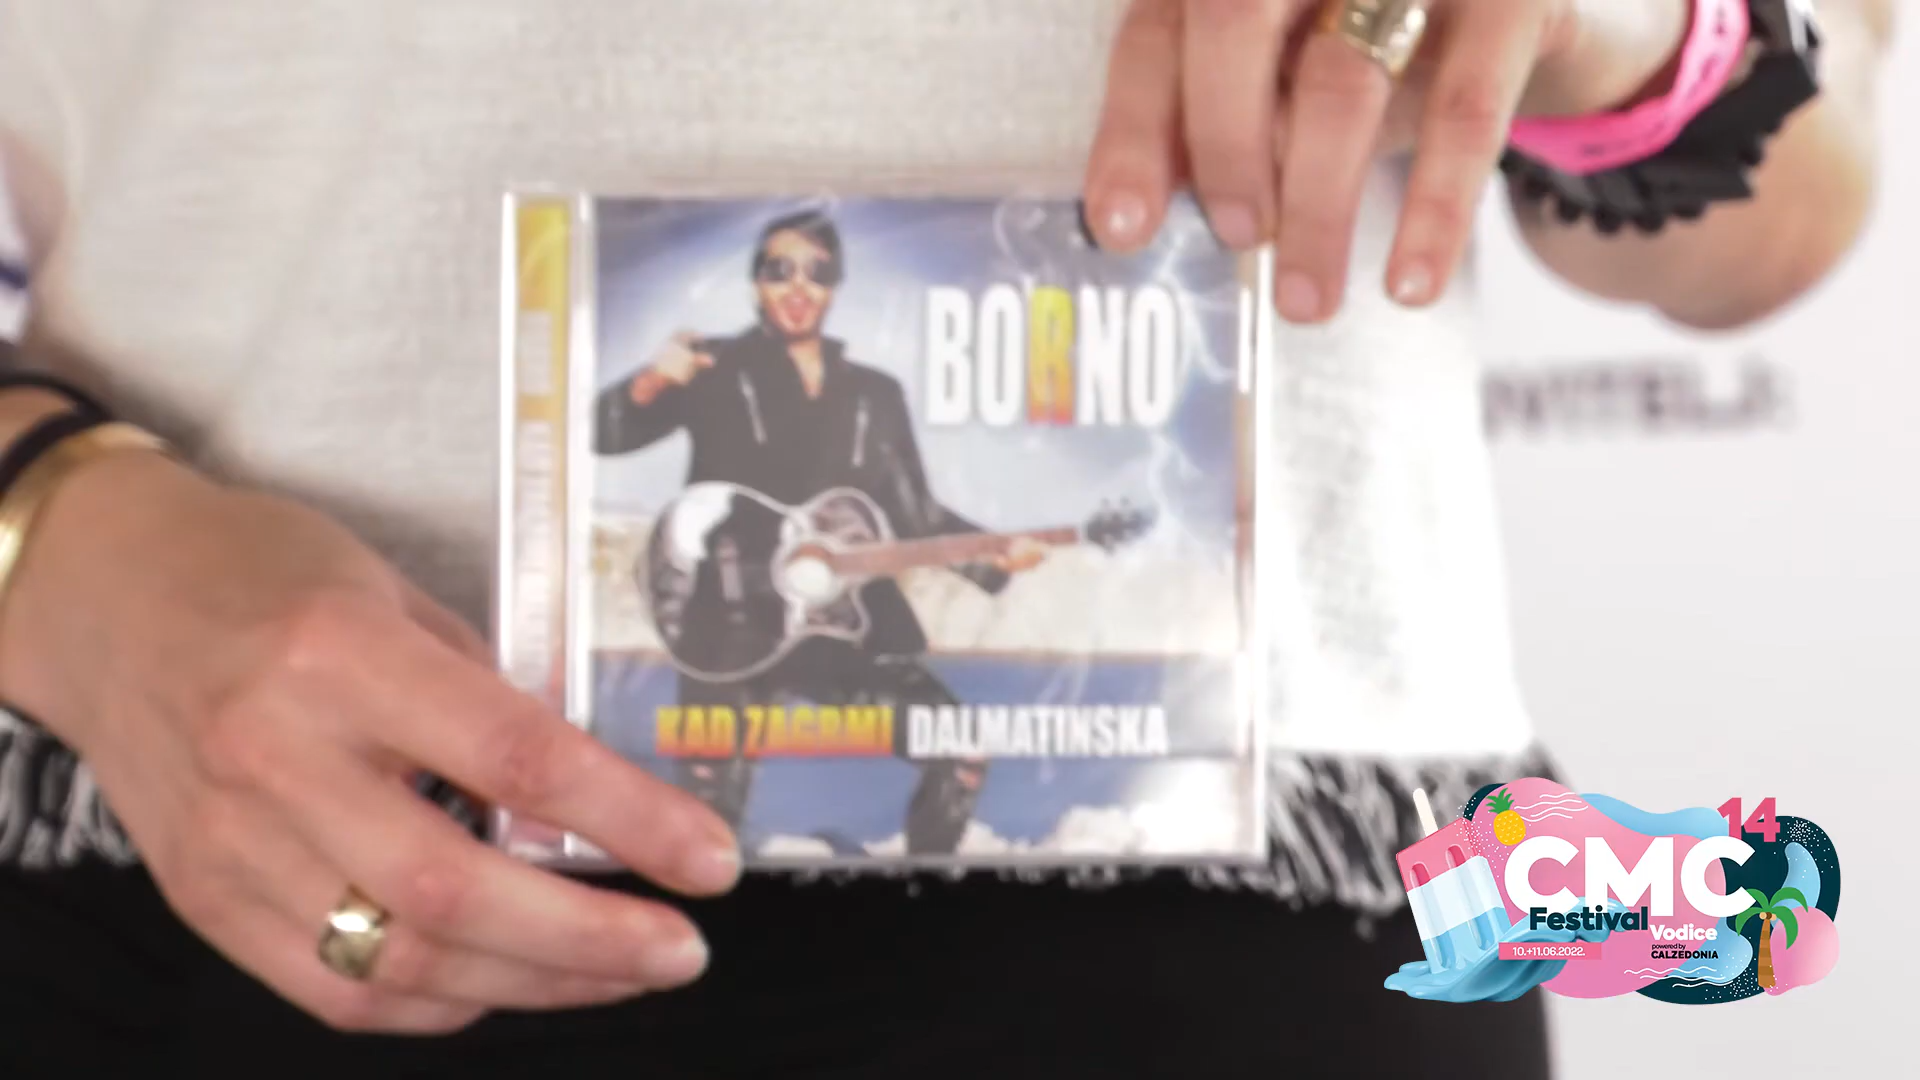 BORNO
KAD ZAGRMI DALMATINSKA
14
CMC
Festival
Vodice
10.+11.06.2022.
powered by
CALZEDONIA